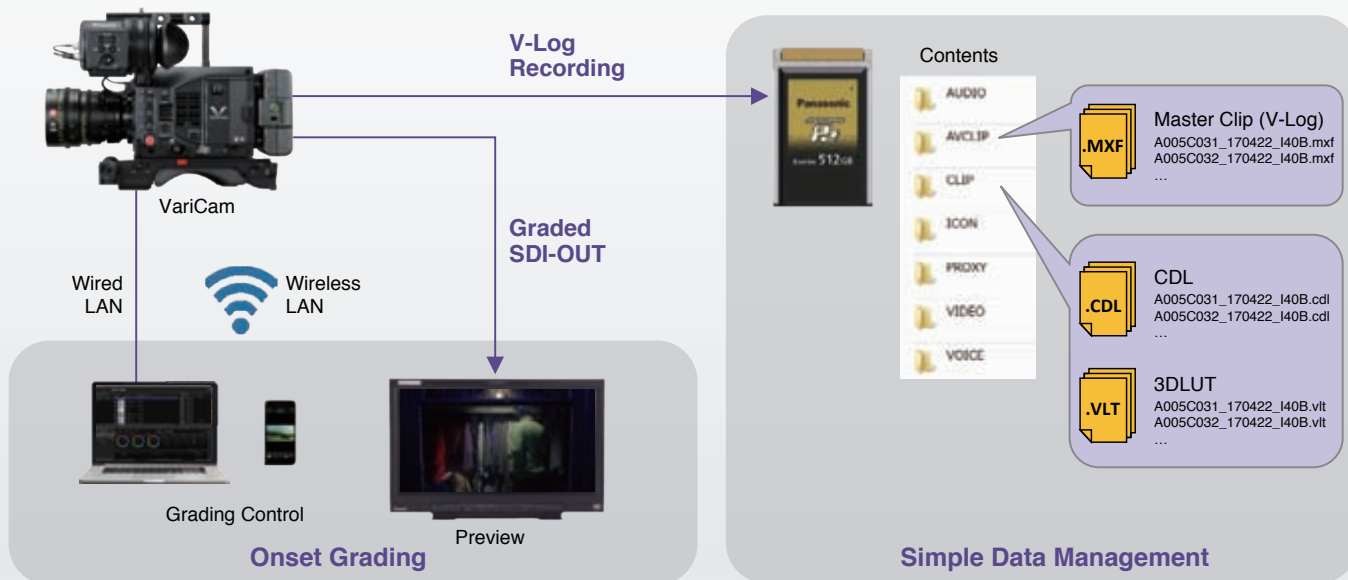 V-Log
Recording
VariCam
Graded
SDI-OUT
Wired
LAN
Wireless
LAN
Grading Control
Preview
Onset Grading
Panasonic
P2
512GB
Contents
AUDIO
AVCLIP
CLIP
ICON
PROXY
VIDEO
VOICE
.MXF
Master Clip (V-Log)
A005C031_170422_I40B.mxf
A005C032_170422_I40B.mxf
…
.CDL
CDL
A005C031_170422_I40B.cdl
A005C032_170422_I40B.cdl
…
.VLT
3DLUT
A005C031_170422_I40B.vlt
A005C032_170422_I40B.vlt
…
Simple Data Management